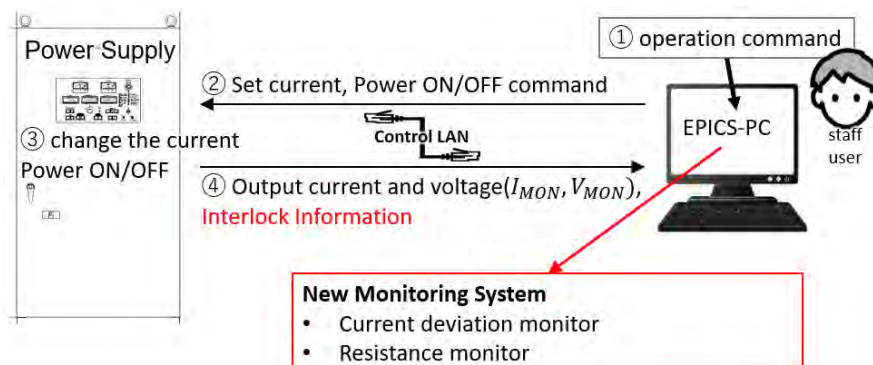 ① operation command
Power Supply
② Set current, Power ON/OFF command
Control LAN
③ change the current
Power ON/OFF
EPICS-PC
staff
user
④ Output current and voltage(I_MON, V_MON),
Interlock Information
New Monitoring System
• Current deviation monitor
• Resistance monitor